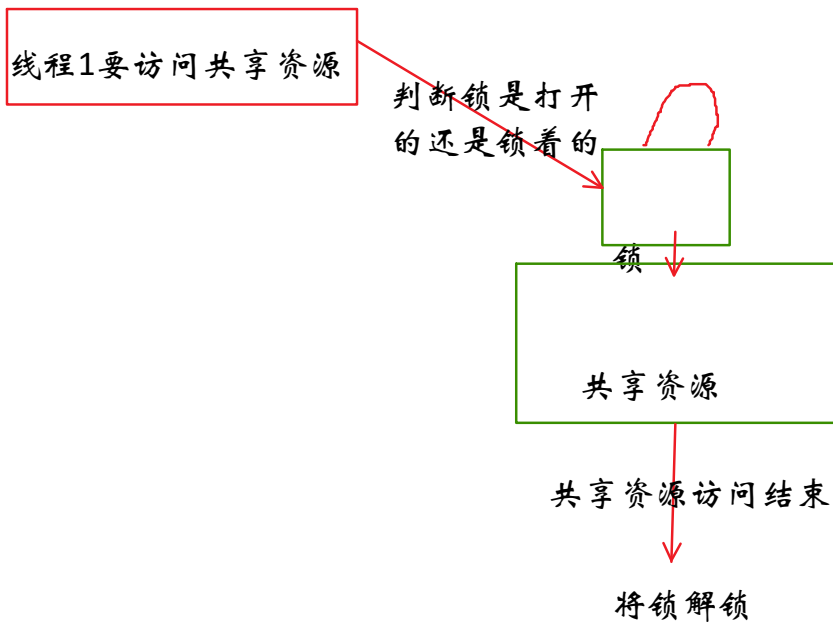 线程1要访问共享资源
判断锁是打开
的还是锁着的
锁
共享资源
共享资源访问结束
将锁解锁